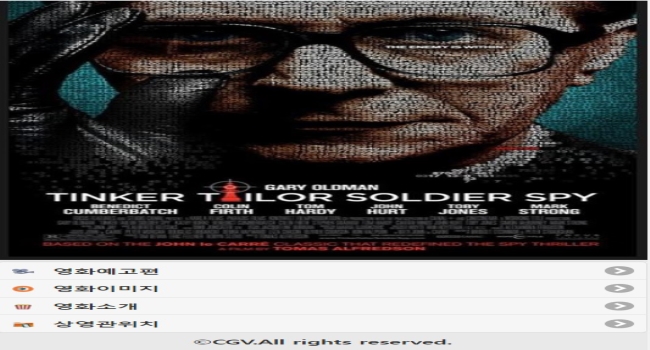 THE ENEMY IS WITHIN
GARY OLDMAN
TINKER TAILOR SOLDIER SPY
BENEDICT CUMBERBATCH COLIN FIRTH TOM HARDY JOHN HURT TOBY JONES MARK STRONG
BASED ON THE JOHN le CARRÉ CLASSIC THAT REDEFINED THE SPY THRILLER
A FILM BY TOMAS ALFREDSON
영화예고편
영화이미지
영화소개
상영관위치
©CGV.All rights reserved.